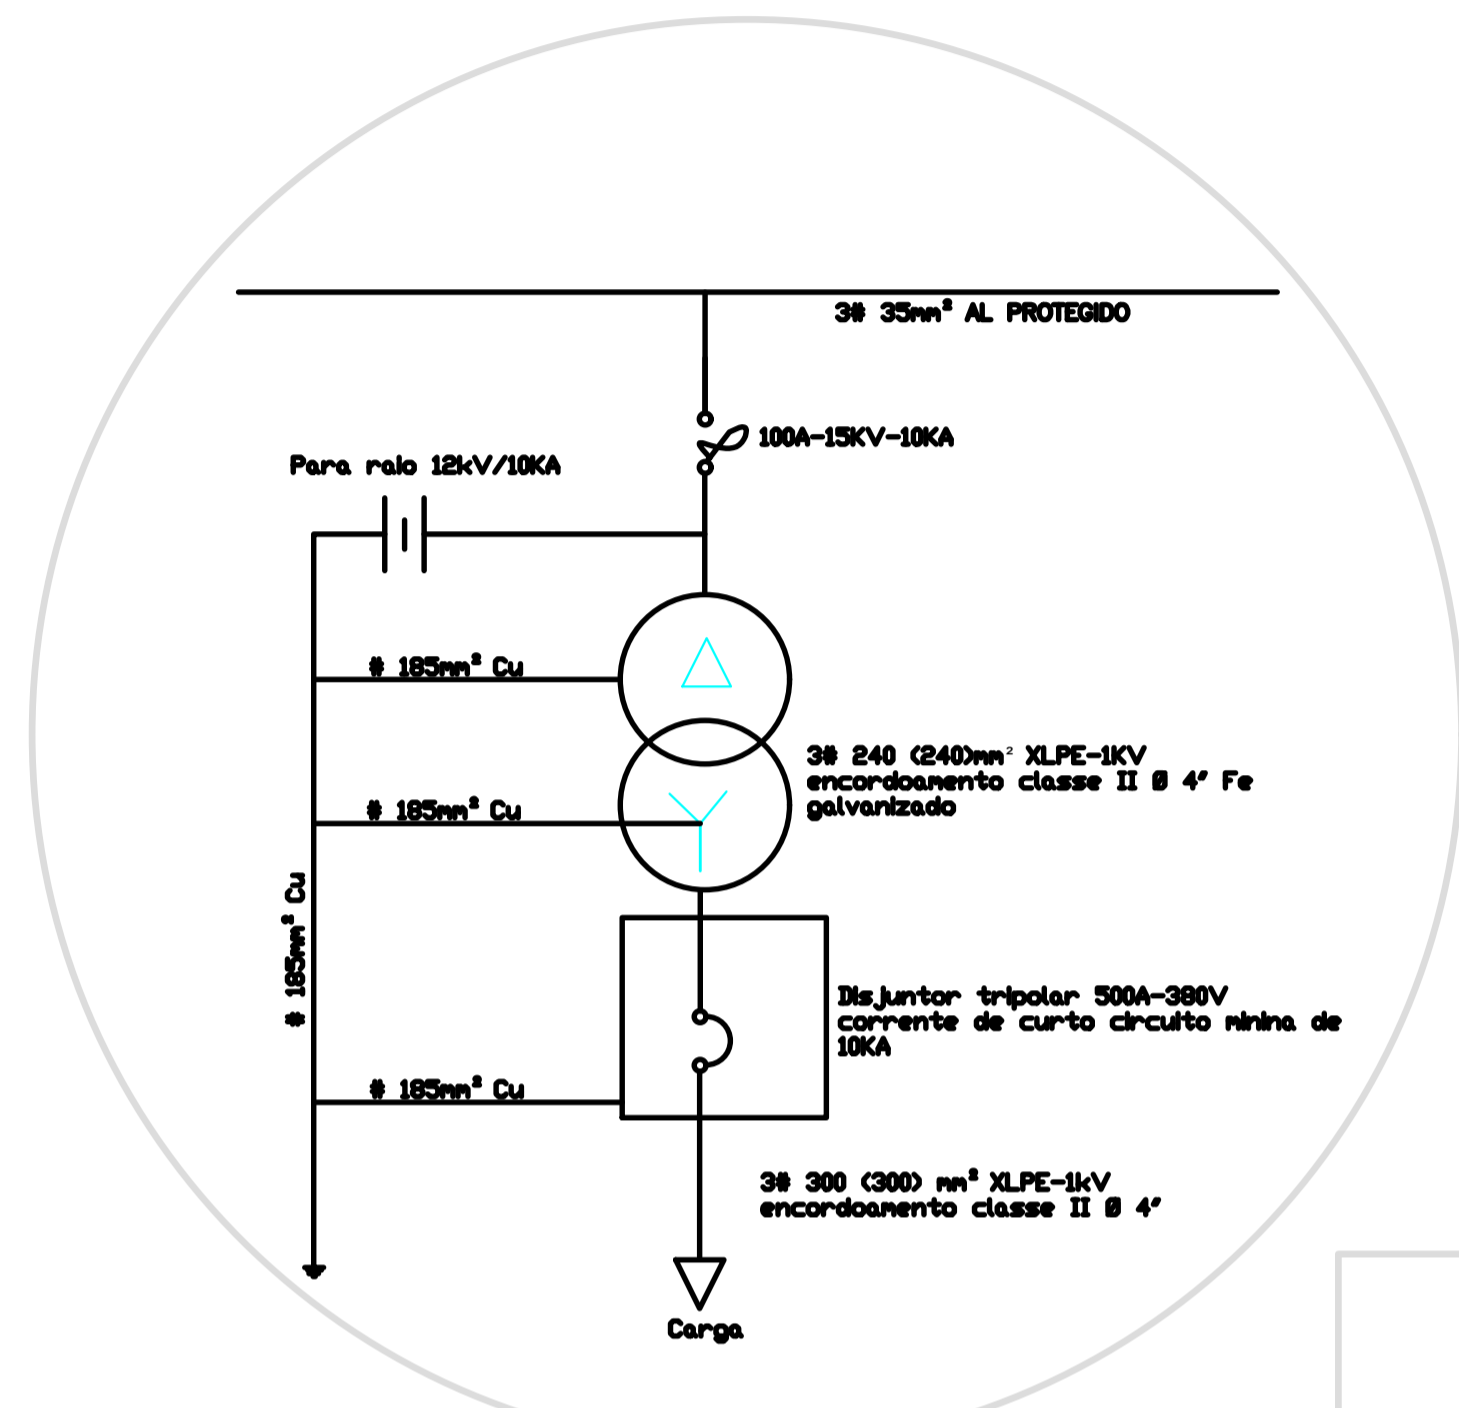 3# 35mm² AL PROTEGIDO
100A-15KV-10KA
Para raio 12kV/10KA
# 185mm² Cu
3# 240 (240)mm² XLPE-1KV
encordoamento classe II Ø 4" Fe
galvanizado
# 185mm² Cu
# 185mm² Cu
Disjuntor tripolar 500A-380V
corrente de curto circuito minina de
10KA
# 185mm² Cu
3# 300 (300) mm² XLPE-1kV
encordoamento classe II Ø 4"
Carga